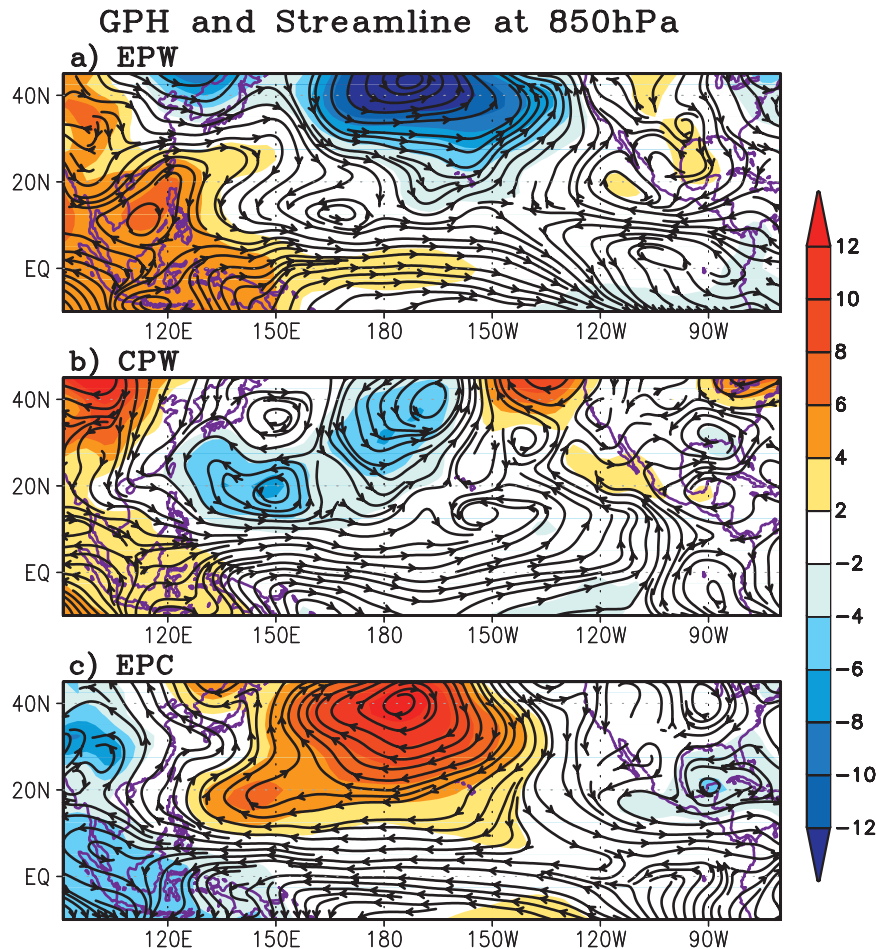 GPH and Streamline at 850hPa
a) EPW
40N
20N
EQ
120E 150E 180 150W 120W 90W
b) CPW
40N
20N
EQ
120E 150E 180 150W 120W 90W
c) EPC
40N
20N
EQ
120E 150E 180 150W 120W 90W
12
10
8
6
4
2
-2
-4
-6
-8
-10
-12